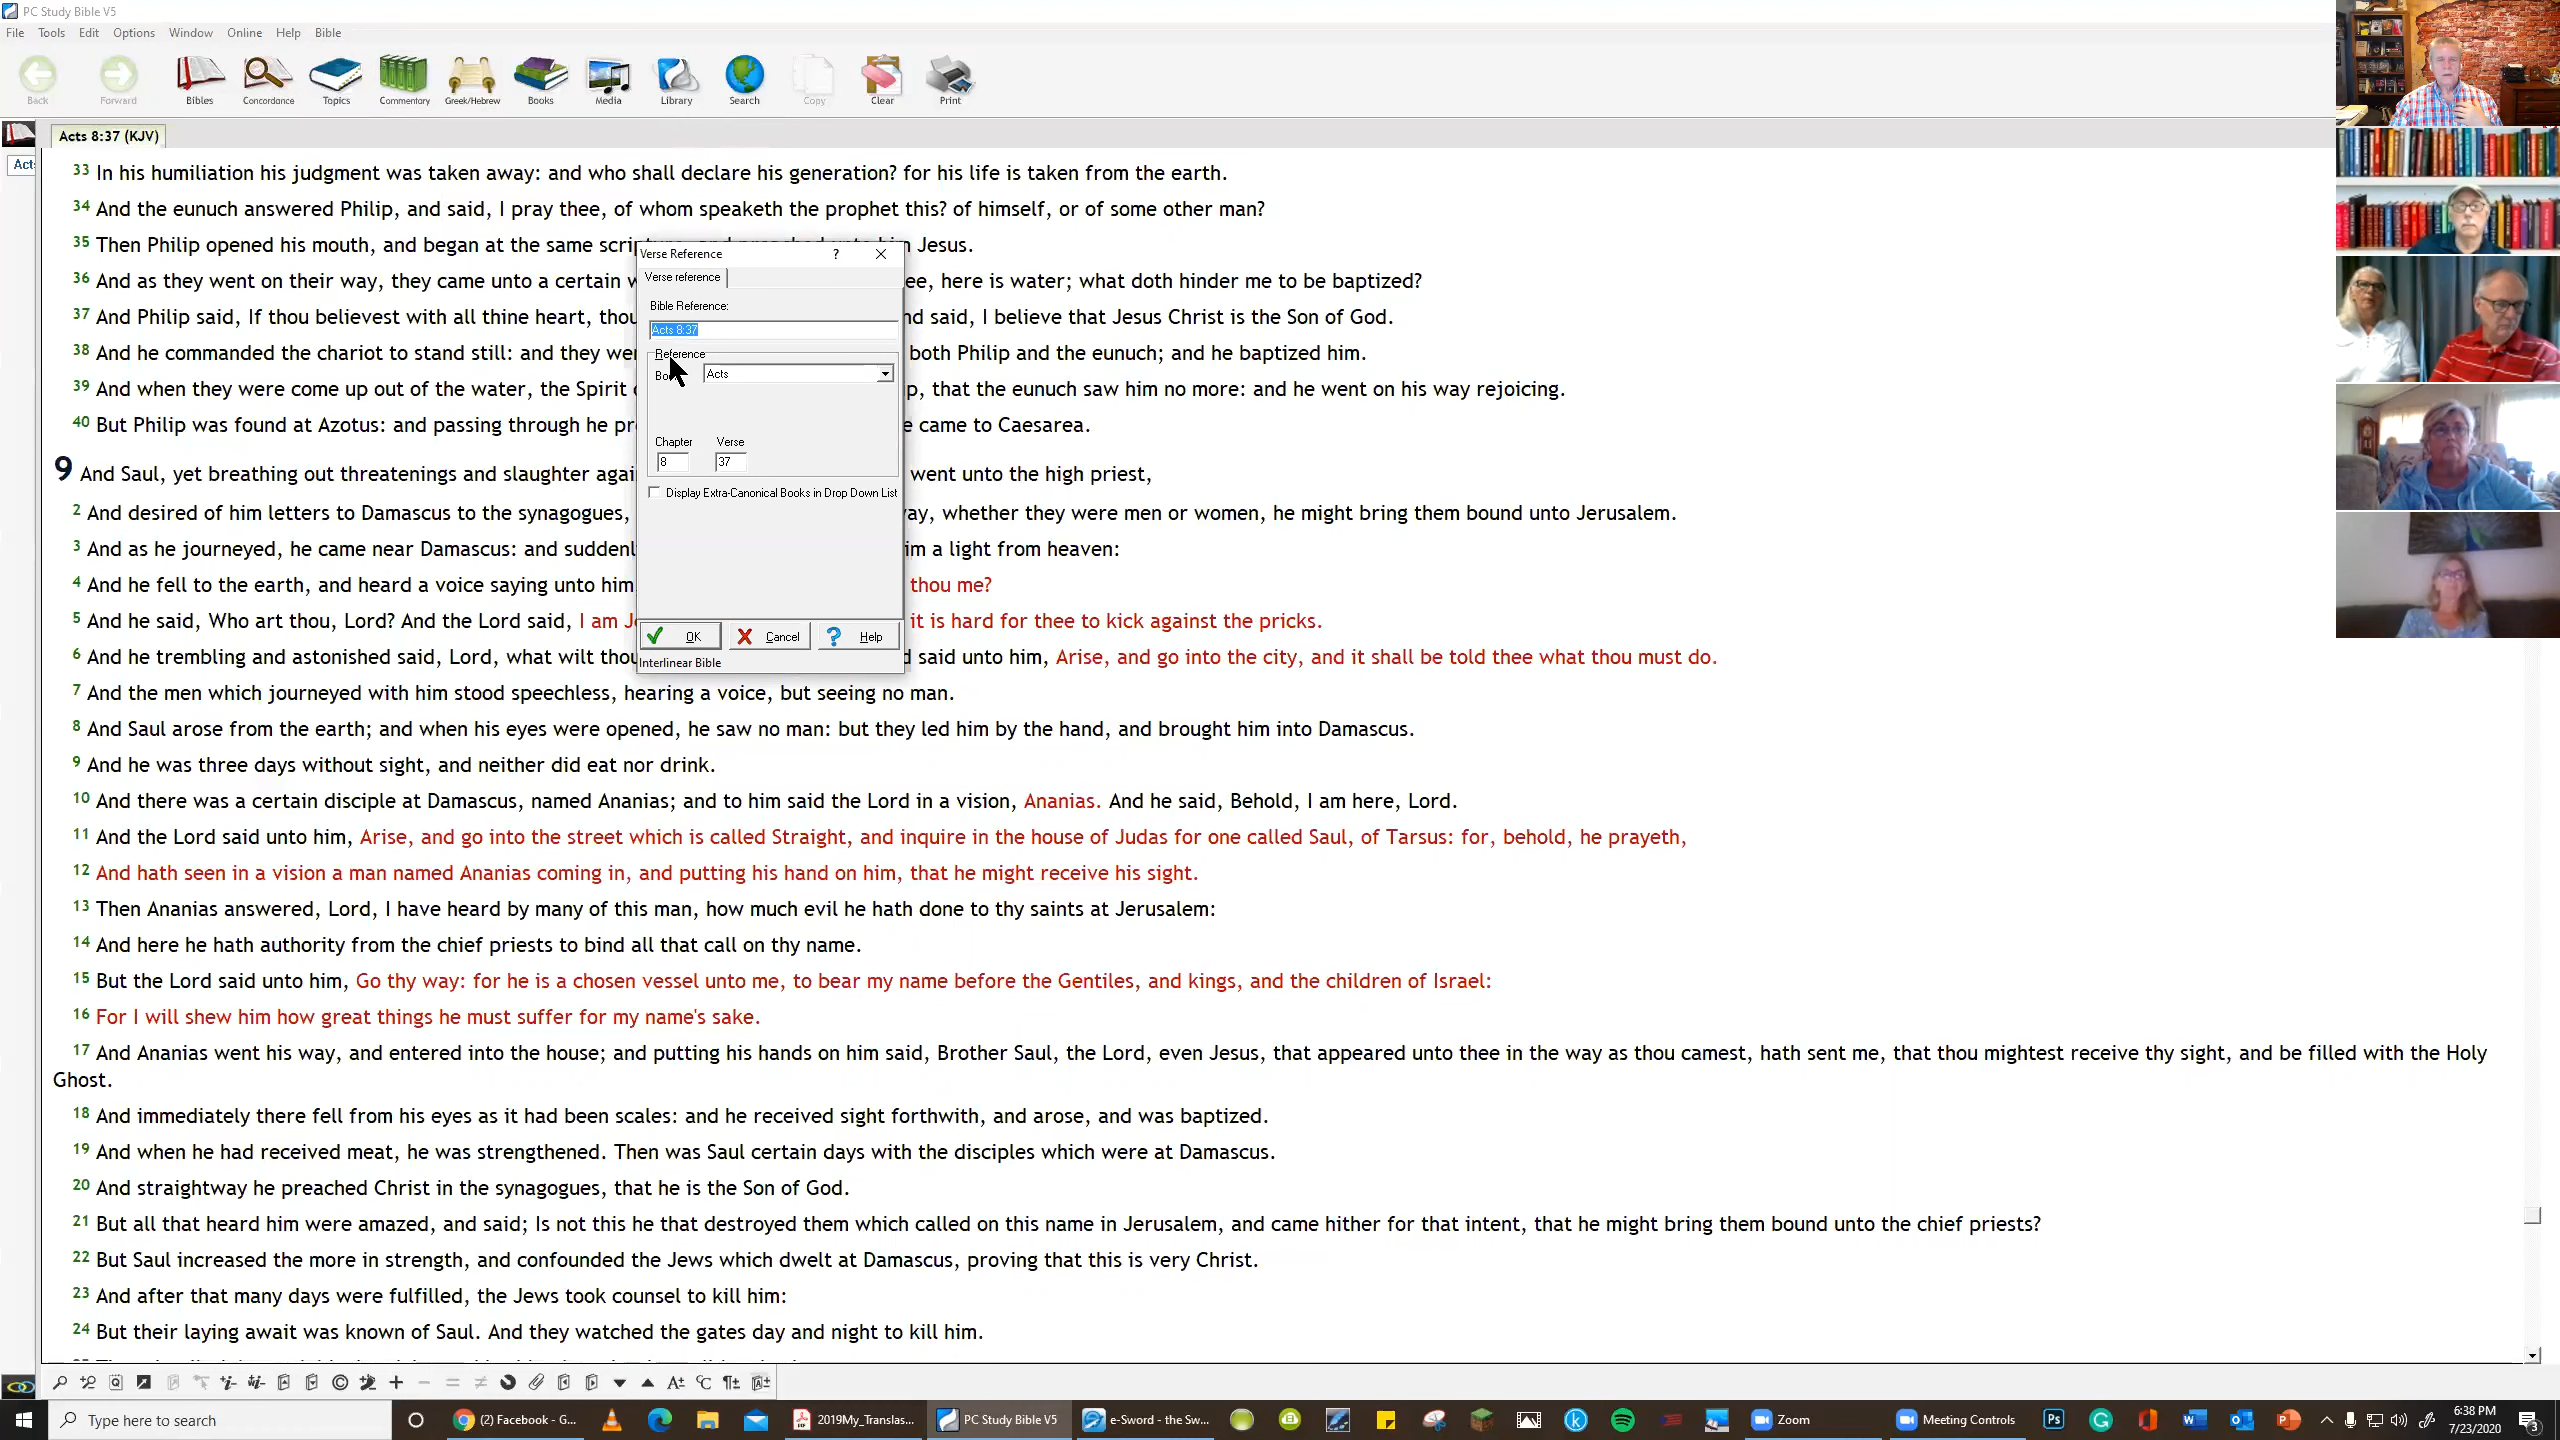 PC Study Bible V5
File Tools Edit Options Window Online Help Bible
Back Forward Bibles Concordance Topics Commentary Greek/Hebrew Books Media Library Search Copy Clear Print
Acts 8:37 (KJV)
Acts
33 In his humiliation his judgment was taken away: and who shall declare his generation? for his life is taken from the earth.
34 And the eunuch answered Philip, and said, I pray thee, of whom speaketh the prophet this? of himself, or of some other man?
35 Then Philip opened his mouth, and began at the same scripture, and preached unto him Jesus.
36 And as they went on their way, they came unto a certain w ee, here is water; what doth hinder me to be baptized?
37 And Philip said, If thou believest with all thine heart, thou nd said, I believe that Jesus Christ is the Son of God.
38 And he commanded the chariot to stand still: and they wen both Philip and the eunuch; and he baptized him.
39 And when they were come up out of the water, the Spirit o p, that the eunuch saw him no more: and he went on his way rejoicing.
40 But Philip was found at Azotus: and passing through he pr e came to Caesarea.
9 And Saul, yet breathing out threatenings and slaughter agai went unto the high priest,
2 And desired of him letters to Damascus to the synagogues, ay, whether they were men or women, he might bring them bound unto Jerusalem.
3 And as he journeyed, he came near Damascus: and suddenl im a light from heaven:
4 And he fell to the earth, and heard a voice saying unto him thou me?
5 And he said, Who art thou, Lord? And the Lord said, I am Je it is hard for thee to kick against the pricks.
6 And he trembling and astonished said, Lord, what wilt thou d said unto him, Arise, and go into the city, and it shall be told thee what thou must do.
7 And the men which journeyed with him stood speechless, hearing a voice, but seeing no man.
8 And Saul arose from the earth; and when his eyes were opened, he saw no man: but they led him by the hand, and brought him into Damascus.
9 And he was three days without sight, and neither did eat nor drink.
10 And there was a certain disciple at Damascus, named Ananias; and to him said the Lord in a vision, Ananias. And he said, Behold, I am here, Lord.
11 And the Lord said unto him, Arise, and go into the street which is called Straight, and inquire in the house of Judas for one called Saul, of Tarsus: for, behold, he prayeth,
12 And hath seen in a vision a man named Ananias coming in, and putting his hand on him, that he might receive his sight.
13 Then Ananias answered, Lord, I have heard by many of this man, how much evil he hath done to thy saints at Jerusalem:
14 And here he hath authority from the chief priests to bind all that call on thy name.
15 But the Lord said unto him, Go thy way: for he is a chosen vessel unto me, to bear my name before the Gentiles, and kings, and the children of Israel:
16 For I will shew him how great things he must suffer for my name's sake.
17 And Ananias went his way, and entered into the house; and putting his hands on him said, Brother Saul, the Lord, even Jesus, that appeared unto thee in the way as thou camest, hath sent me, that thou mightest receive thy sight, and be filled with the Holy
Ghost.
18 And immediately there fell from his eyes as it had been scales: and he received sight forthwith, and arose, and was baptized.
19 And when he had received meat, he was strengthened. Then was Saul certain days with the disciples which were at Damascus.
20 And straightway he preached Christ in the synagogues, that he is the Son of God.
21 But all that heard him were amazed, and said; Is not this he that destroyed them which called on this name in Jerusalem, and came hither for that intent, that he might bring them bound unto the chief priests?
22 But Saul increased the more in strength, and confounded the Jews which dwelt at Damascus, proving that this is very Christ.
23 And after that many days were fulfilled, the Jews took counsel to kill him:
24 But their laying await was known of Saul. And they watched the gates day and night to kill him.
Verse Reference
Verse reference
Bible Reference:
Acts 8:37
Reference
Acts
Chapter Verse
8 37
Display Extra-Canonical Books in Drop Down List
OK Cancel Help
Interlinear Bible
Type here to search
(2) Facebook - G...
2019My_Translas...
PC Study Bible V5
e-Sword - the Sw...
Zoom
Meeting Controls
6:38 PM
7/23/2020